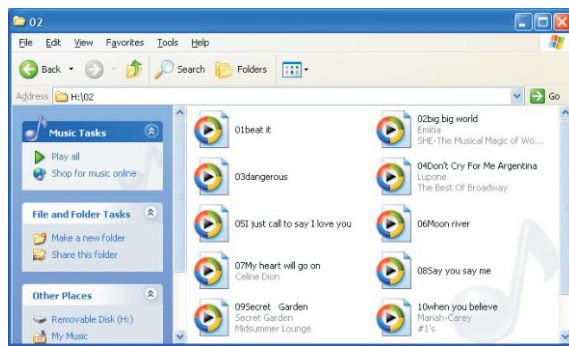 02
File Edit View Favorites Tools Help
Back Search Folders
Address H:\02 Go
Music Tasks
Play all
Shop for music online
File and Folder Tasks
Make a new folder
Share this folder
Other Places
Removable Disk (H:)
My Music
01beat it
02big big world
Emitia
SHE-The Musical Magic of Wo...
03dangerous
04Don't Cry For Me Argentina
Lupone
The Best Of Broadway
05I just call to say I love you
06Moon river
07My heart will go on
Celine Dion
08Say you say me
09Secret Garden
Secret Garden
Midsummer Lounge
10when you believe
Mariah-Carey
#1's